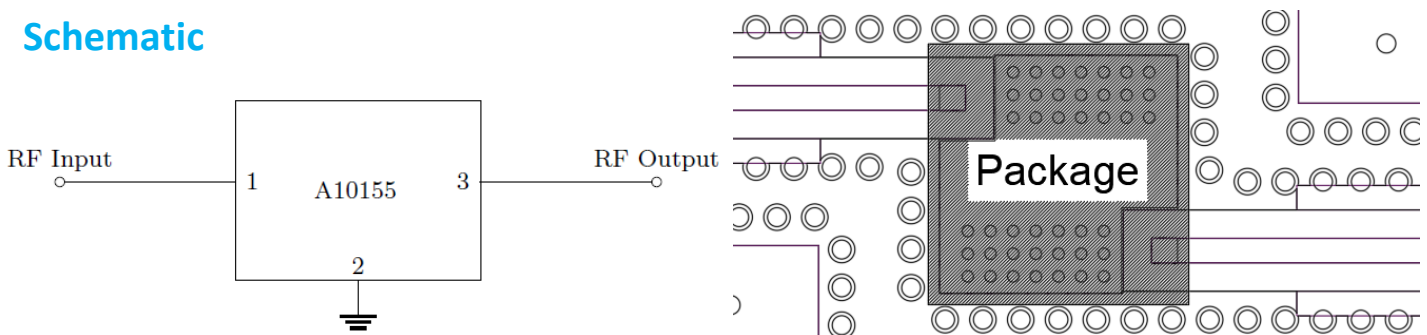 Schematic
RF Input
RF Output
1
A10155
3
2
Package